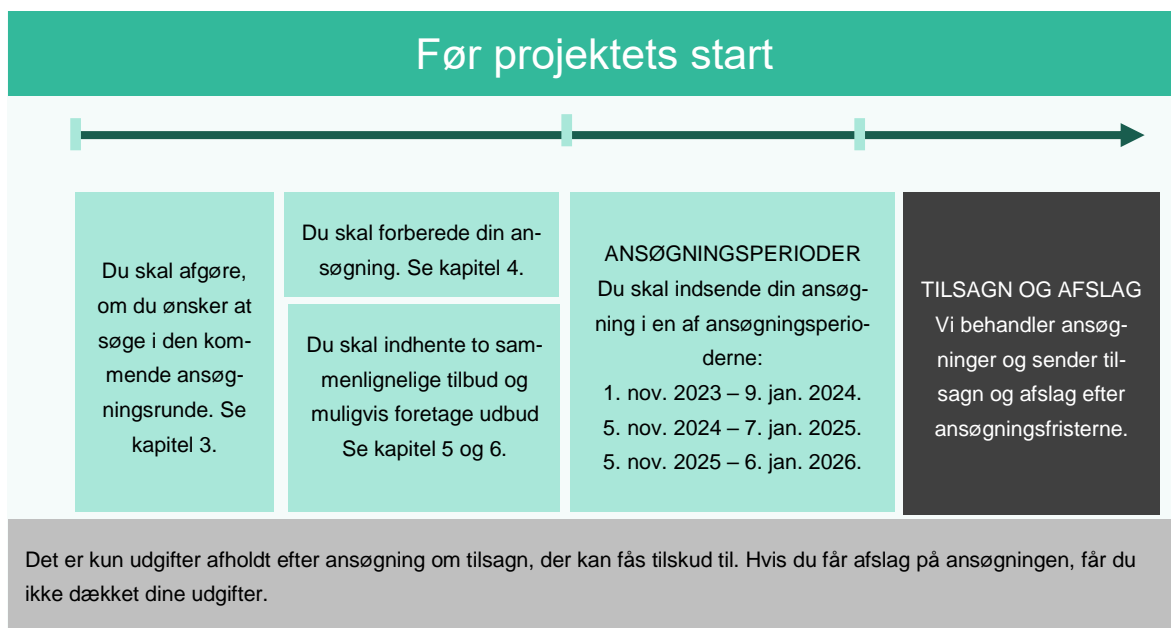 Før projektets start
Du skal afgøre,
om du ønsker at
søge i den kom-
mende ansøg-
ningsrunde. Se
kapitel 3.
Du skal forberede din an-
søgning. Se kapitel 4.
Du skal indhente to sam-
menlignelige tilbud og
muligvis foretage udbud
Se kapitel 5 og 6.
ANSØGNINGSPERIODER
Du skal indsende din ansøg-
ning i en af ansøgningsperio-
derne:
1. nov. 2023 – 9. jan. 2024.
5. nov. 2024 – 7. jan. 2025.
5. nov. 2025 – 6. jan. 2026.
TILSAGN OG AFSLAG
Vi behandler ansøg-
ninger og sender til-
sagn og afslag efter
ansøgningsfristerne.
Det er kun udgifter afholdt efter ansøgning om tilsagn, der kan fås tilskud til. Hvis du får afslag på ansøgningen, får du
ikke dækket dine udgifter.